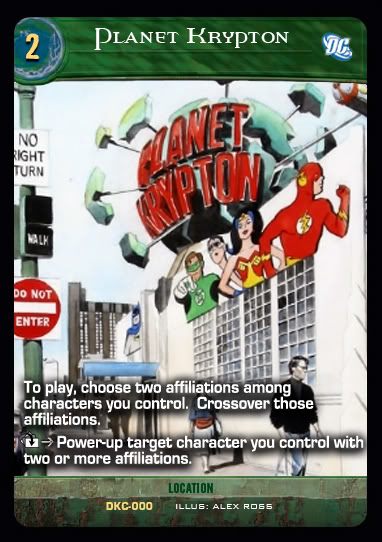 2
PLANET KRYPTON
DC
PLANET
KRYPTON
NO
RIGHT
TURN
WALK
DO NOT
ENTER
To play, choose two affiliations among
characters you control. Crossover those
affiliations.
→ Power-up target character you control with
two or more affiliations.
LOCATION
DKC-000 ILLUS: ALEX ROSS